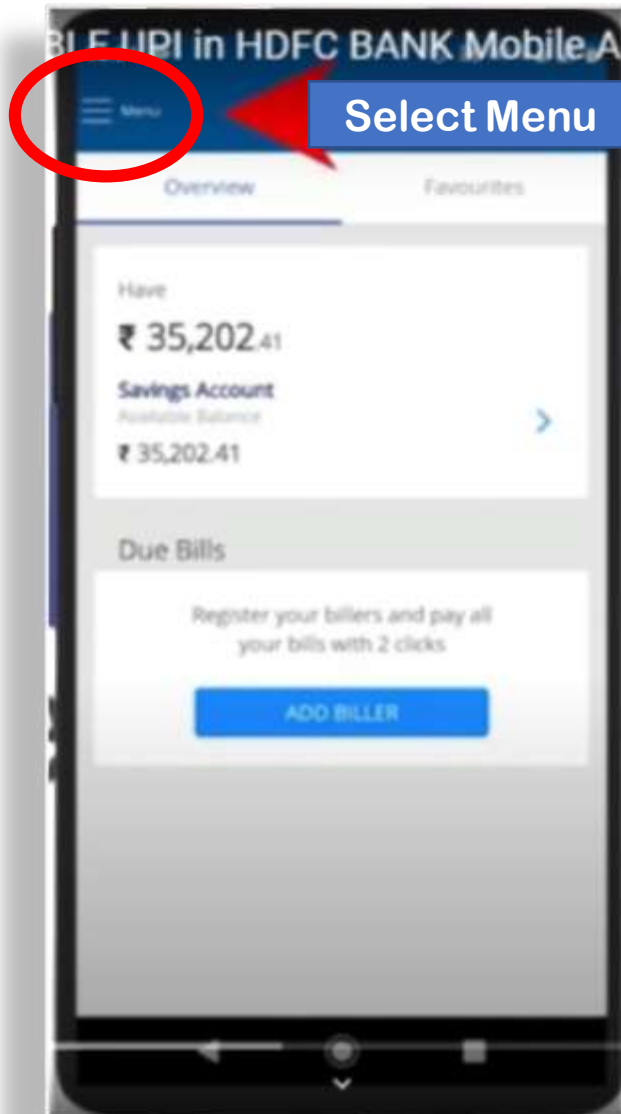 BLE UPI in HDFC BANK Mobile A
Menu
Select Menu
Overview Favourites
Have
₹ 35,202.41
Savings Account
Available Balance
₹ 35,202.41
Due Bills
Register your billers and pay all
your bills with 2 clicks
ADD BILLER